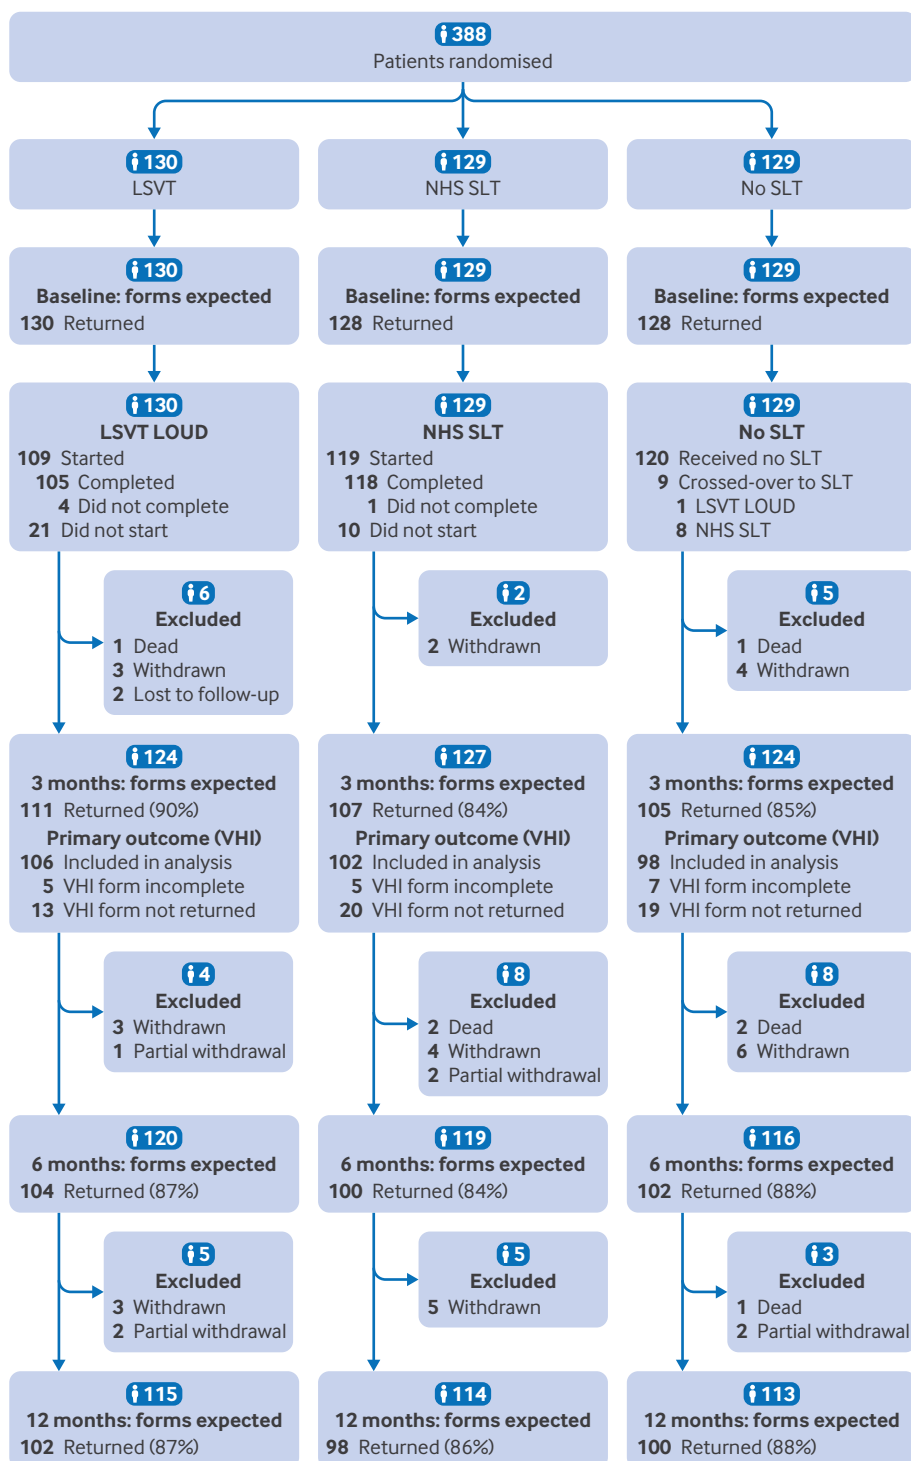 388
Patients randomised
130
LSVT
129
NHS SLT
129
No SLT
130
Baseline: forms expected
130 Returned
129
Baseline: forms expected
128 Returned
129
Baseline: forms expected
128 Returned
130
LSVT LOUD
109 Started
105 Completed
4 Did not complete
21 Did not start
129
NHS SLT
119 Started
118 Completed
1 Did not complete
10 Did not start
129
No SLT
120 Received no SLT
9 Crossed-over to SLT
1 LSVT LOUD
8 NHS SLT
6
Excluded
1 Dead
3 Withdrawn
2 Lost to follow-up
2
Excluded
2 Withdrawn
5
Excluded
1 Dead
4 Withdrawn
124
3 months: forms expected
111 Returned (90%)
Primary outcome (VHI)
106 Included in analysis
5 VHI form incomplete
13 VHI form not returned
127
3 months: forms expected
107 Returned (84%)
Primary outcome (VHI)
102 Included in analysis
5 VHI form incomplete
20 VHI form not returned
124
3 months: forms expected
105 Returned (85%)
Primary outcome (VHI)
98 Included in analysis
7 VHI form incomplete
19 VHI form not returned
4
Excluded
3 Withdrawn
1 Partial withdrawal
8
Excluded
2 Dead
4 Withdrawn
2 Partial withdrawal
8
Excluded
2 Dead
6 Withdrawn
120
6 months: forms expected
104 Returned (87%)
119
6 months: forms expected
100 Returned (84%)
116
6 months: forms expected
102 Returned (88%)
5
Excluded
3 Withdrawn
2 Partial withdrawal
5
Excluded
5 Withdrawn
3
Excluded
1 Dead
2 Partial withdrawal
115
12 months: forms expected
102 Returned (87%)
114
12 months: forms expected
98 Returned (86%)
113
12 months: forms expected
100 Returned (88%)